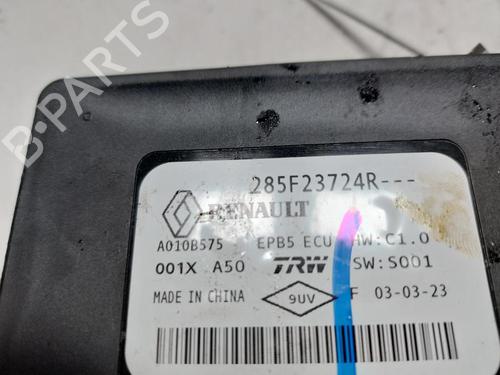 B-PARTS
285F23724R---
RENAULT
A010B575 EPB5 ECU HW:C1.0
001X A50 TRW SW:S001
MADE IN CHINA 9UV F 03-03-23